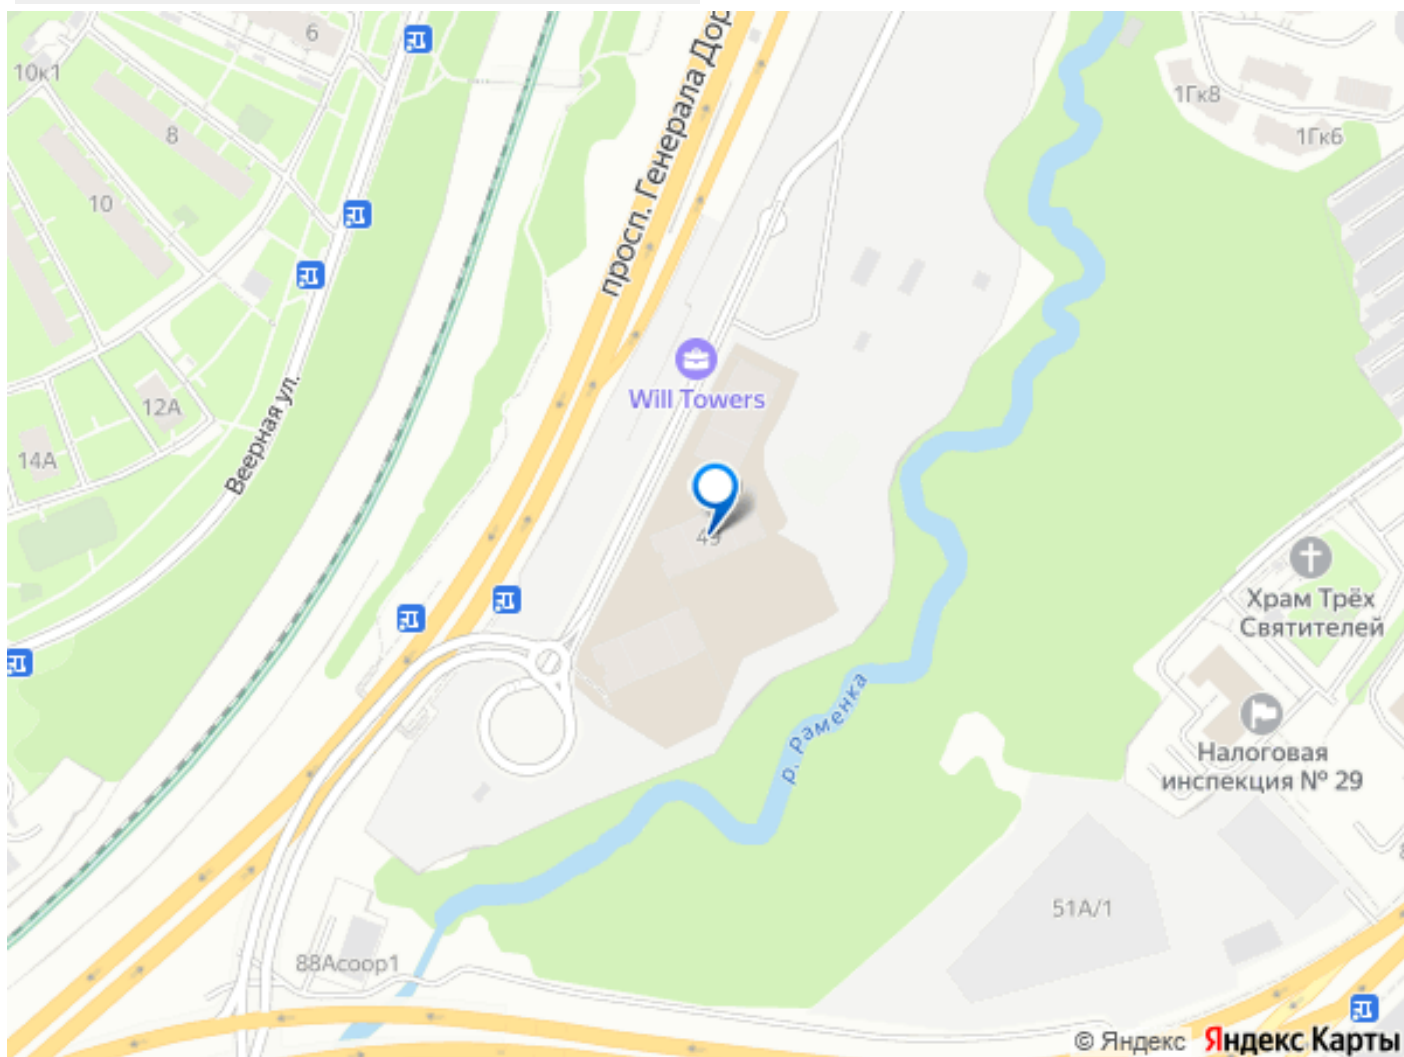 6
10к1
8
10
12А
14А
Веерная ул.
просп. Генерала Дор
Will Towers
1Гк8
1Гк6
Храм Трёх
Святителей
Налоговая
инспекция № 29
р. Раменка
51А/1
88Асоор1
© Яндекс Яндекс Карты